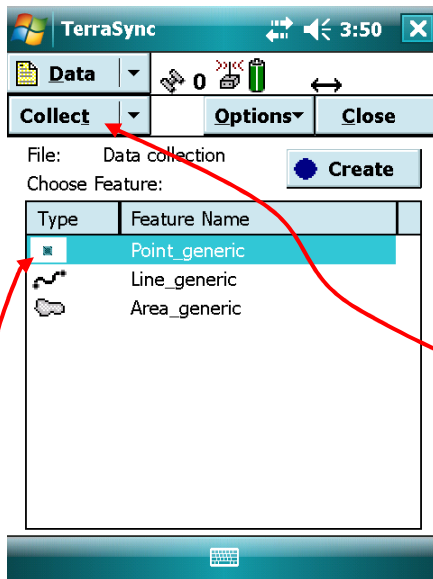 TerraSync 3:50
Data 0
Collect Options Close
File: Data collection
Create
Choose Feature:
Type Feature Name
Point_generic
Line_generic
Area_generic